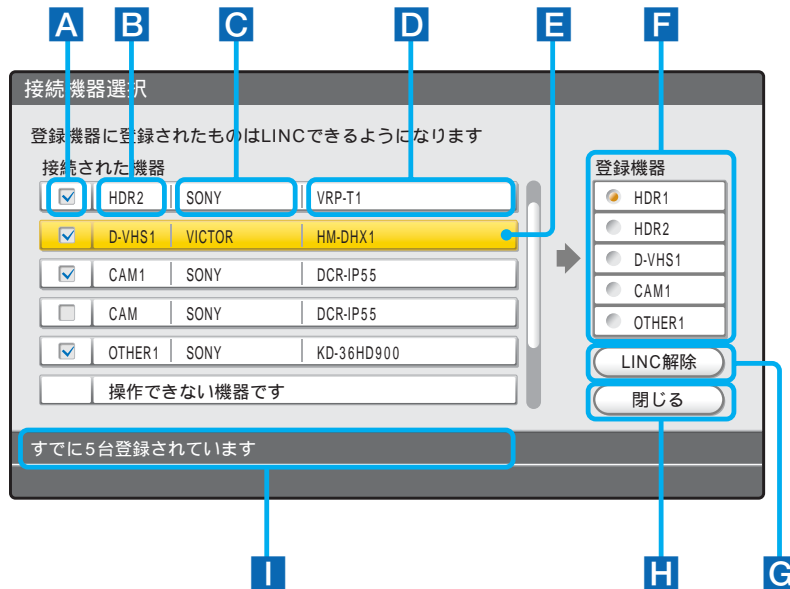 A B C D E F
接続機器選択
登録機器に登録されたものはLINCできるようになります
接続された機器
HDR2 SONY VRP-T1
D-VHS1 VICTOR HM-DHX1
CAM1 SONY DCR-IP55
CAM SONY DCR-IP55
OTHER1 SONY KD-36HD900
操作できない機器です
登録機器
HDR1
HDR2
D-VHS1
CAM1
OTHER1
LINC解除
閉じる
すでに5台登録されています
I H G